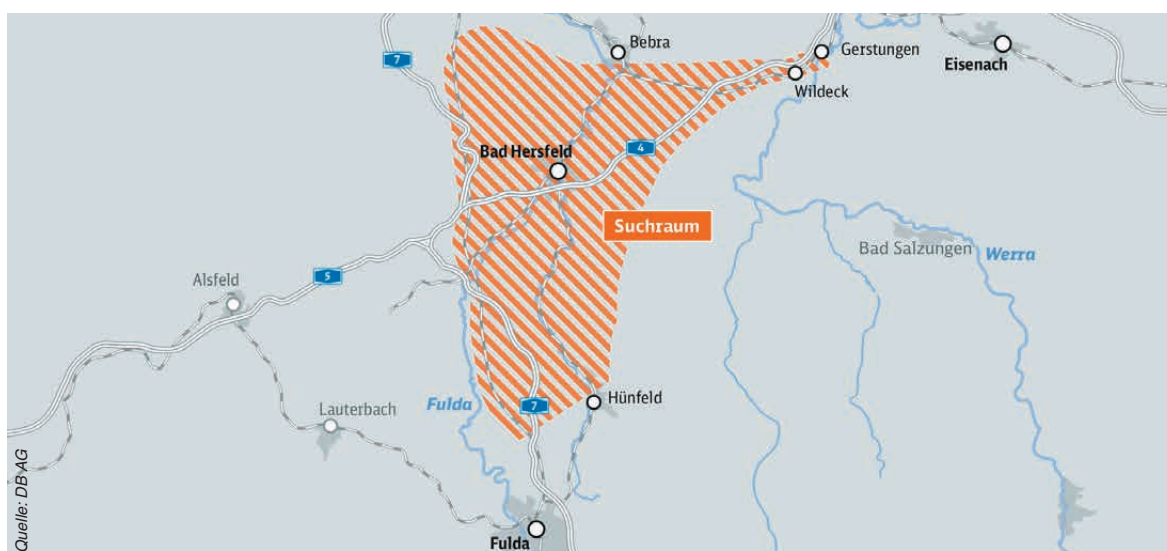 Bebra
Gerstungen
Eisenach
7
Wildeck
4
Bad Hersfeld
Suchraum
Bad Salzungen
Werra
5
Alsfeld
Hünfeld
Fulda
7
Lauterbach
Fulda
Quelle: DB AG